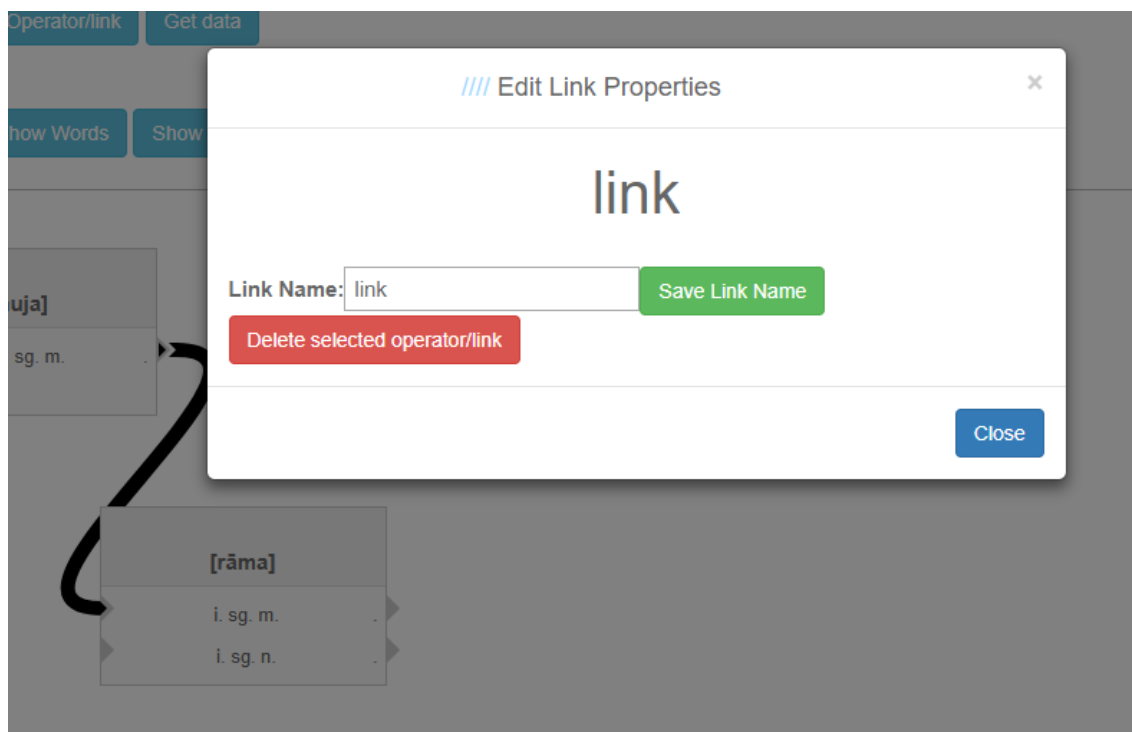 Operator/link Get data
//// Edit Link Properties ×
how Words Show
link
Link Name: link Save Link Name
uja]
Delete selected operator/link
sg. m. .
Close
[rāma]
i. sg. m. .
i. sg. n. .